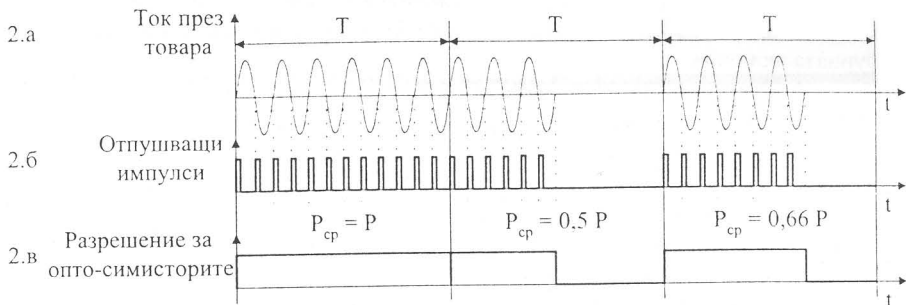 2.а
Ток през
товара
T T T
t
2.б
Отпушващи
импулси
t
P_ср = P P_ср = 0,5 P P_ср = 0,66 P
2.в
Разрешение за
опто-симисторите
t